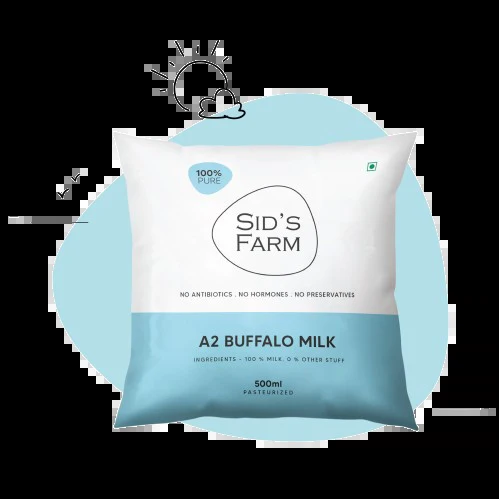 100%
PURE
SID'S
FARM
NO ANTIBIOTICS . NO HORMONES . NO PRESERVATIVES
A2 BUFFALO MILK
INGREDIENTS - 100 % MILK, 0 % OTHER STUFF
500ml
PASTEURIZED